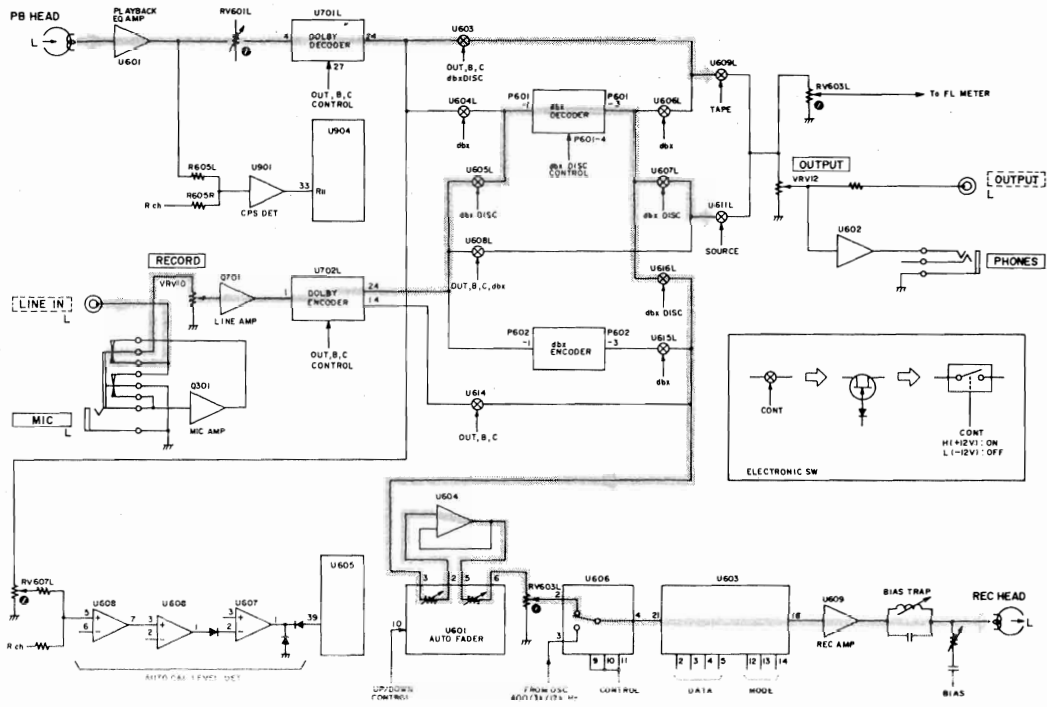 PB HEAD
L
PLAYBACK
EQ AMP
U601
RV601L
U701L
4
DOLBY
DECODER
24
27
OUT, B, C
CONTROL
U603
OUT, B, C
dbx DISC
U604L
dbx
P601
-1
dbx
DECODER
P601
-3
P601-4
dbx DISC
CONTROL
U606L
dbx
U609L
TAPE
RV603L
To FL METER
U904
R605L
R605R
R ch
U901
CPS DET
33
U605L
dbx DISC
U607L
dbx DISC
U611L
SOURCE
OUTPUT
VRV12
OUTPUT
L
U602
PHONES
U608L
OUT, B, C, dbx
RECORD
VRV10
Q701
LINE AMP
1
U702L
DOLBY
ENCODER
24
14
OUT, B, C
CONTROL
LINE IN
L
U616L
dbx DISC
P602
-1
dbx
ENCODER
P602
-3
U615L
dbx
Q301
MIC AMP
MIC
L
U614
OUT, B, C
CONT
CONT
H(+12V) : ON
L(-12V) : OFF
ELECTRONIC SW
RV607L
R ch
5
6
U608
7
3
2
U608
1
3
2
U607
1
39
U605
AUTO CAL LEVEL DET
U604
3
2
5
6
10
U601
AUTO FADER
UP/DOWN
CONTROL
RV603L
U606
2
3
4
9
10
11
FROM OSC
CONTROL
U603
21
16
2
3
4
5
DATA
12
13
14
MODE
U609
REC AMP
BIAS TRAP
REC HEAD
L
BIAS